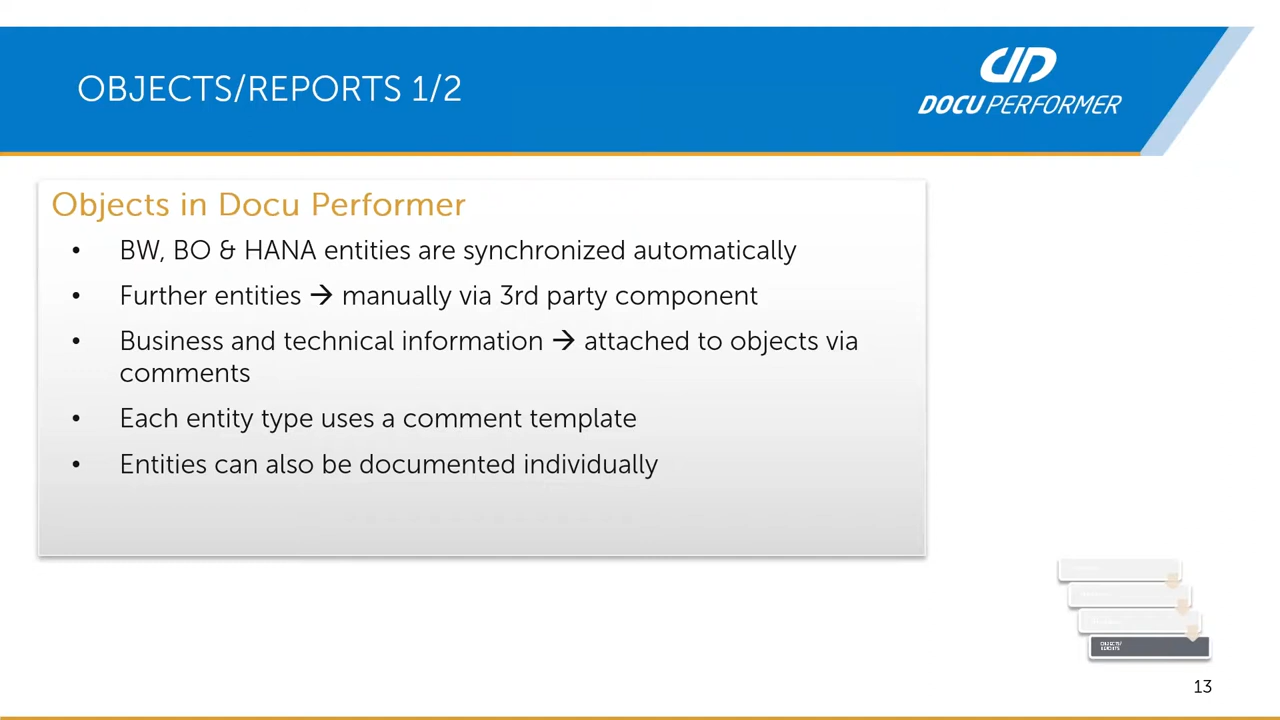 OBJECTS/REPORTS 1/2
DOCU PERFORMER
Objects in Docu Performer
• BW, BO & HANA entities are synchronized automatically
• Further entities → manually via 3rd party component
• Business and technical information → attached to objects via
comments
• Each entity type uses a comment template
• Entities can also be documented individually
OBJECTS/
REPORTS
13